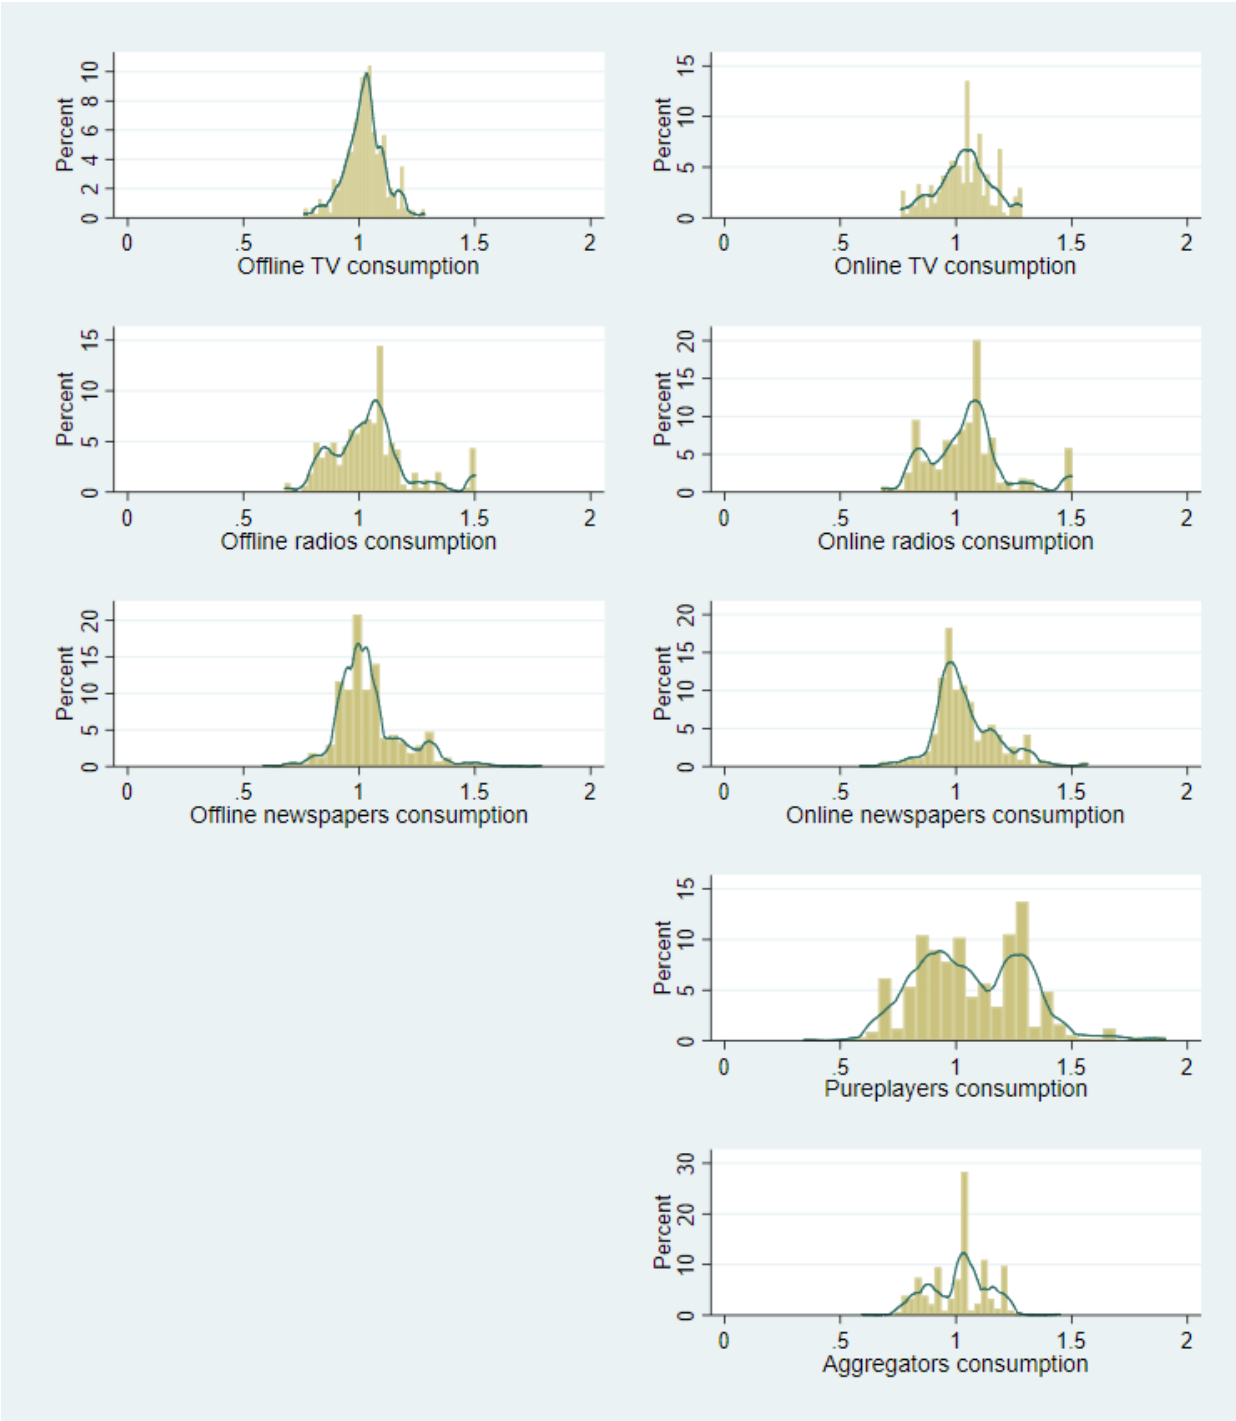 Percent
0 2 4 6 8 10
0 .5 1 1.5 2
Offline TV consumption
Percent
0 5 10 15
0 .5 1 1.5 2
Online TV consumption
Percent
0 5 10 15
0 .5 1 1.5 2
Offline radios consumption
Percent
0 5 10 15 20
0 .5 1 1.5 2
Online radios consumption
Percent
0 5 10 15 20
0 .5 1 1.5 2
Offline newspapers consumption
Percent
0 5 10 15 20
0 .5 1 1.5 2
Online newspapers consumption
Percent
0 5 10 15
0 .5 1 1.5 2
Pureplayers consumption
Percent
0 10 20 30
0 .5 1 1.5 2
Aggregators consumption